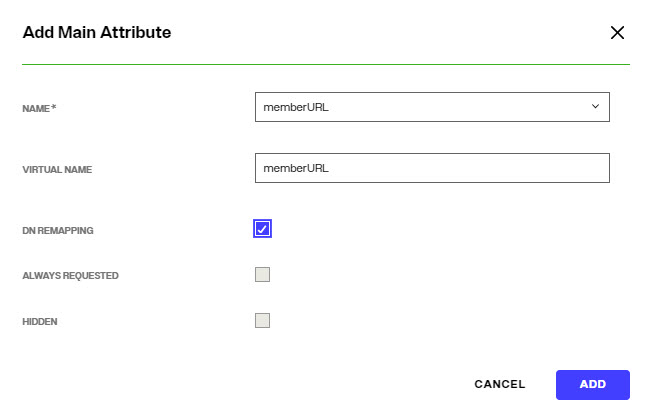 Add Main Attribute
NAME* memberURL
VIRTUAL NAME memberURL
DN REMAPPING
ALWAYS REQUESTED
HIDDEN
CANCEL ADD